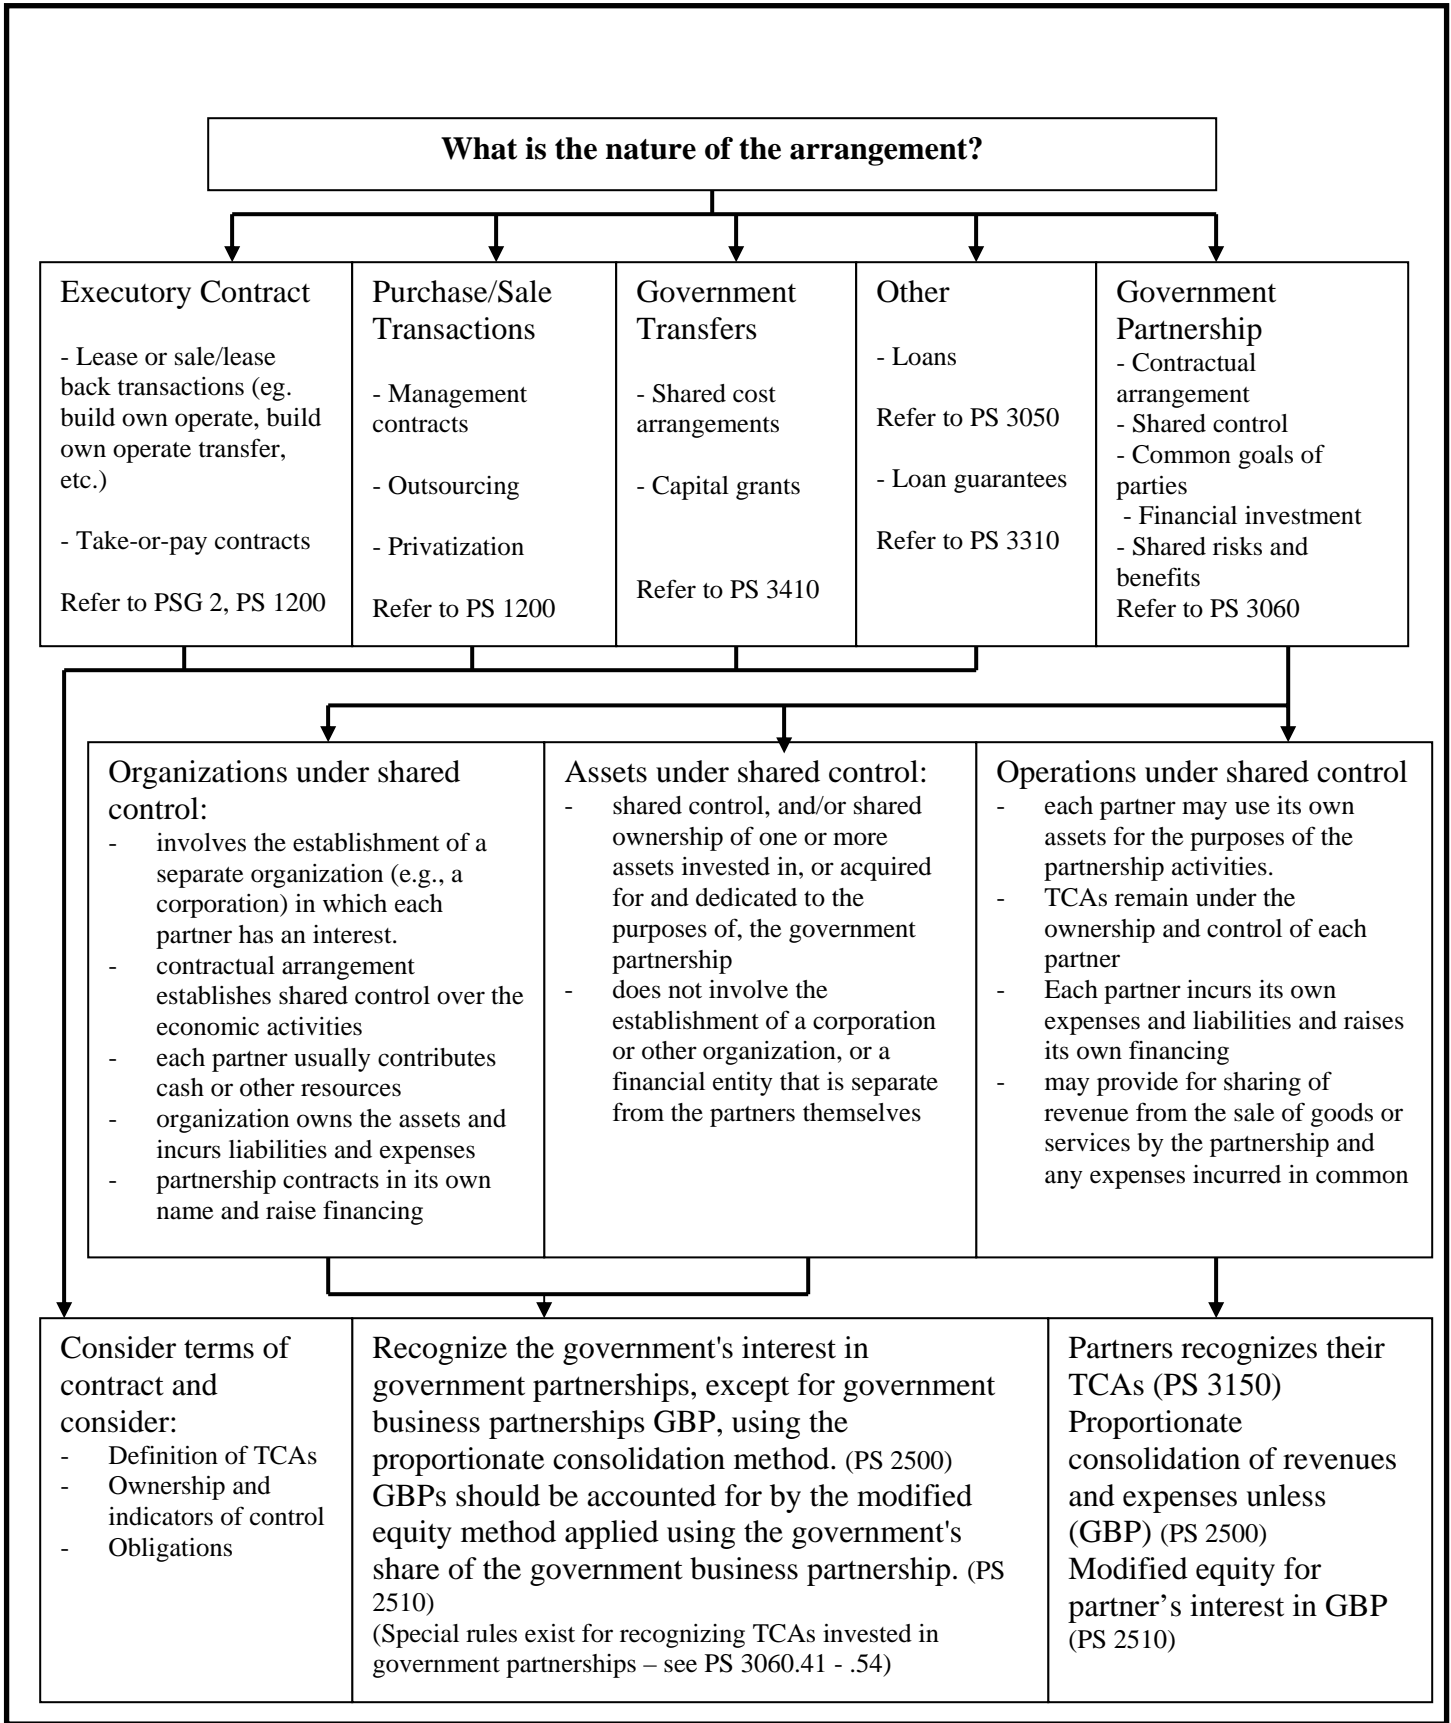 What is the nature of the arrangement?
Executory Contract
- Lease or sale/lease
back transactions (eg.
build own operate, build
own operate transfer,
etc.)
- Take-or-pay contracts
Refer to PSG 2, PS 1200
Purchase/Sale
Transactions
- Management
contracts
- Outsourcing
- Privatization
Refer to PS 1200
Government
Transfers
- Shared cost
arrangements
- Capital grants
Refer to PS 3410
Other
- Loans
Refer to PS 3050
- Loan guarantees
Refer to PS 3310
Government
Partnership
- Contractual
arrangement
- Shared control
- Common goals of
parties
- Financial investment
- Shared risks and
benefits
Refer to PS 3060
Organizations under shared
control:
- involves the establishment of a
separate organization (e.g., a
corporation) in which each
partner has an interest.
- contractual arrangement
establishes shared control over the
economic activities
- each partner usually contributes
cash or other resources
- organization owns the assets and
incurs liabilities and expenses
- partnership contracts in its own
name and raise financing
Assets under shared control:
- shared control, and/or shared
ownership of one or more
assets invested in, or acquired
for and dedicated to the
purposes of, the government
partnership
- does not involve the
establishment of a corporation
or other organization, or a
financial entity that is separate
from the partners themselves
Operations under shared control
- each partner may use its own
assets for the purposes of the
partnership activities.
- TCAs remain under the
ownership and control of each
partner
- Each partner incurs its own
expenses and liabilities and raises
its own financing
- may provide for sharing of
revenue from the sale of goods or
services by the partnership and
any expenses incurred in common
Consider terms of
contract and
consider:
- Definition of TCAs
- Ownership and
indicators of control
- Obligations
Recognize the government's interest in
government partnerships, except for government
business partnerships GBP, using the
proportionate consolidation method. (PS 2500)
GBPs should be accounted for by the modified
equity method applied using the government's
share of the government business partnership. (PS
2510)
(Special rules exist for recognizing TCAs invested in
government partnerships – see PS 3060.41 - .54)
Partners recognizes their
TCAs (PS 3150)
Proportionate
consolidation of revenues
and expenses unless
(GBP) (PS 2500)
Modified equity for
partner’s interest in GBP
(PS 2510)